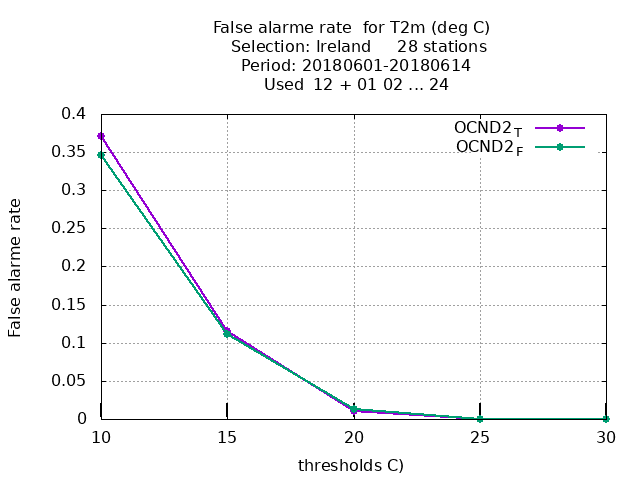 False alarme rate  for T2m (deg C)
Selection: Ireland     28 stations
Period: 20180601-20180614
Used  12 + 01 02 ... 24
OCND2T
OCND2F
False alarme rate
0.4
0.35
0.3
0.25
0.2
0.15
0.1
0.05
0
10 15 20 25 30
thresholds C)